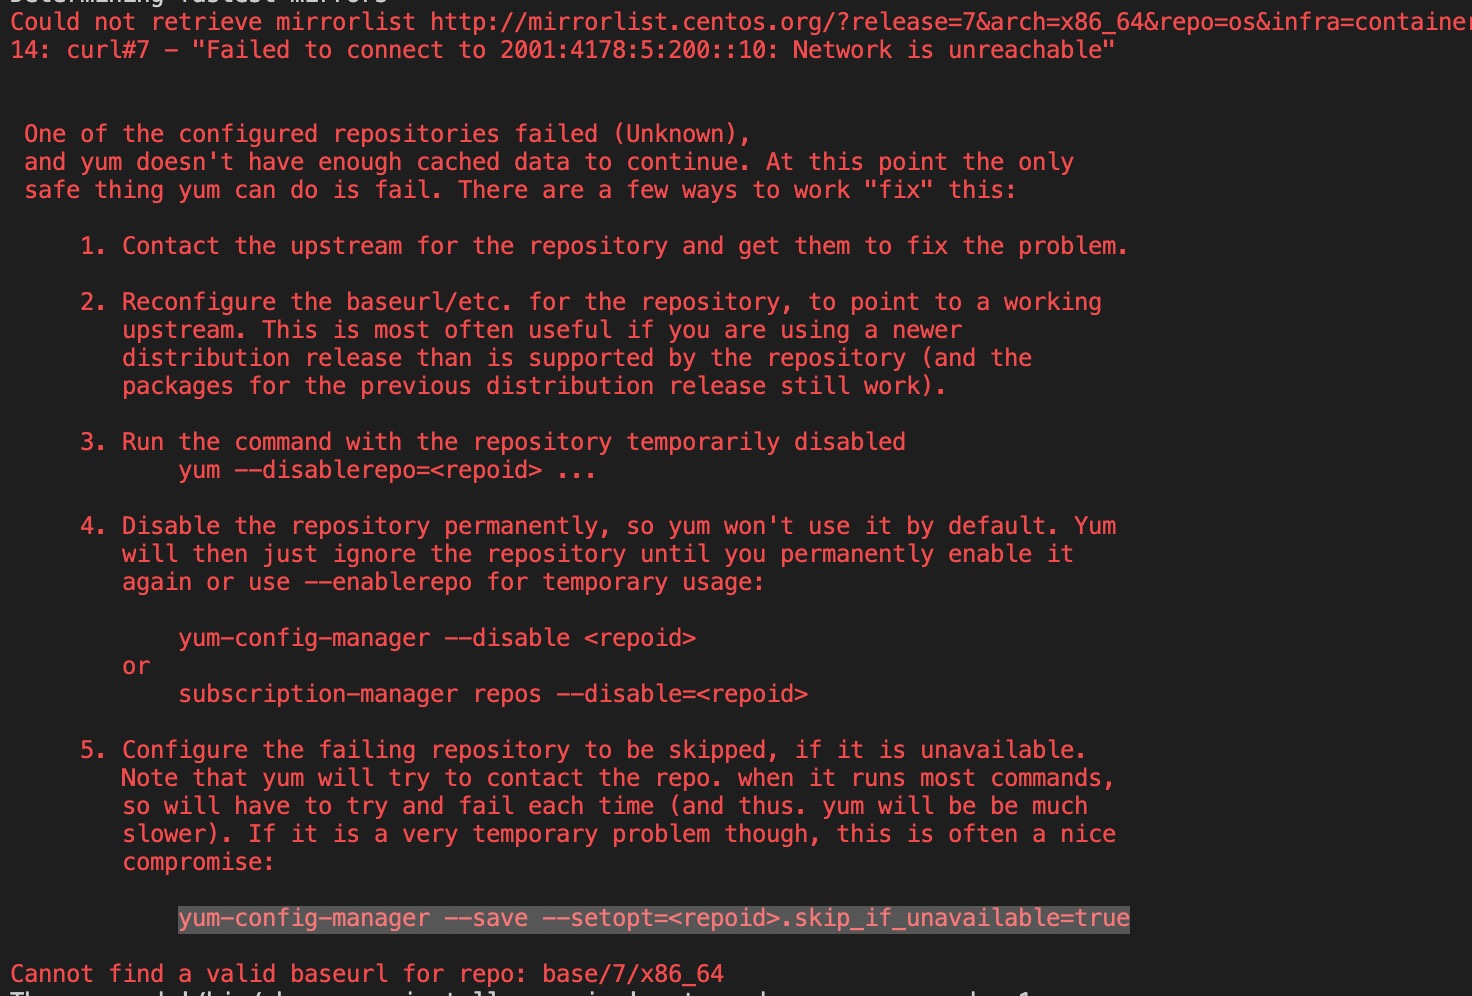 Determining fastest mirrors
Could not retrieve mirrorlist http://mirrorlist.centos.org/?release=7&arch=x86_64&repo=os&infra=container
14: curl#7 - "Failed to connect to 2001:4178:5:200::10: Network is unreachable"
One of the configured repositories failed (Unknown),
and yum doesn't have enough cached data to continue. At this point the only
safe thing yum can do is fail. There are a few ways to work "fix" this:
1. Contact the upstream for the repository and get them to fix the problem.
2. Reconfigure the baseurl/etc. for the repository, to point to a working
upstream. This is most often useful if you are using a newer
distribution release than is supported by the repository (and the
packages for the previous distribution release still work).
3. Run the command with the repository temporarily disabled
yum --disablerepo=<repoid> ...
4. Disable the repository permanently, so yum won't use it by default. Yum
will then just ignore the repository until you permanently enable it
again or use --enablerepo for temporary usage:
yum-config-manager --disable <repoid>
or
subscription-manager repos --disable=<repoid>
5. Configure the failing repository to be skipped, if it is unavailable.
Note that yum will try to contact the repo. when it runs most commands,
so will have to try and fail each time (and thus. yum will be be much
slower). If it is a very temporary problem though, this is often a nice
compromise:
yum-config-manager --save --setopt=<repoid>.skip_if_unavailable=true
Cannot find a valid baseurl for repo: base/7/x86_64